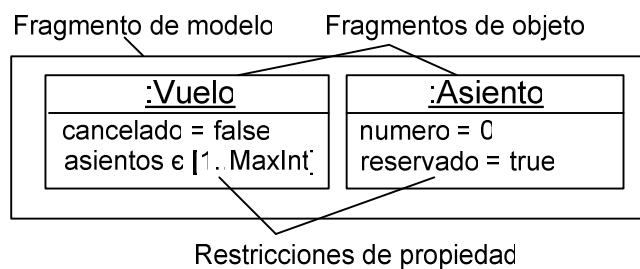 Fragmento de modelo
Fragmentos de objeto
:Vuelo
cancelado = false
asientos є [1..MaxInt]
:Asiento
numero = 0
reservado = true
Restricciones de propiedad